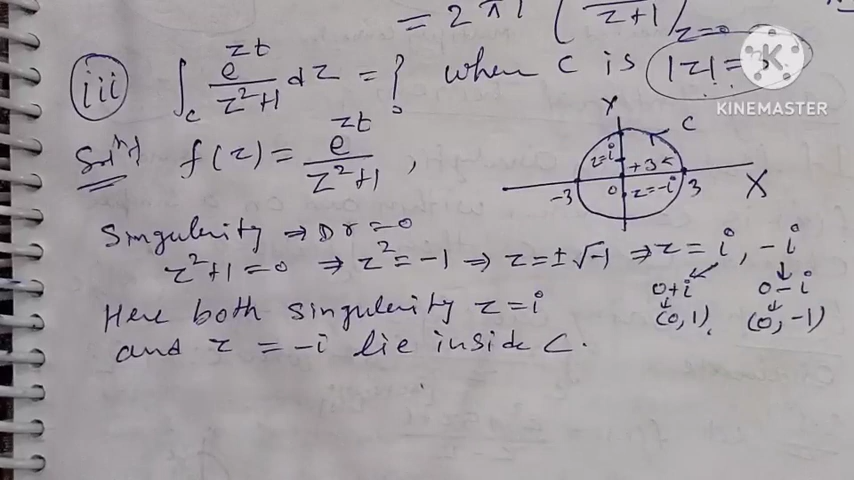 = 2πi ( / z+1 ) z=0
iii ∫c e^zt / z²+1 dz = ? when C is |z| =
KINEMASTER
Solⁿ f(z) = e^zt / z²+1 ,
Y
C
z=i
+3
-3 0 z=-i 3 X
Singularity ⇒ Dr = 0
z²+1 = 0 ⇒ z² = -1 ⇒ z = ± √-1 ⇒ z = i, -i
0+i 0-i
(0,1), (0,-1)
Here both singularity z = i
and z = -i lie inside C.